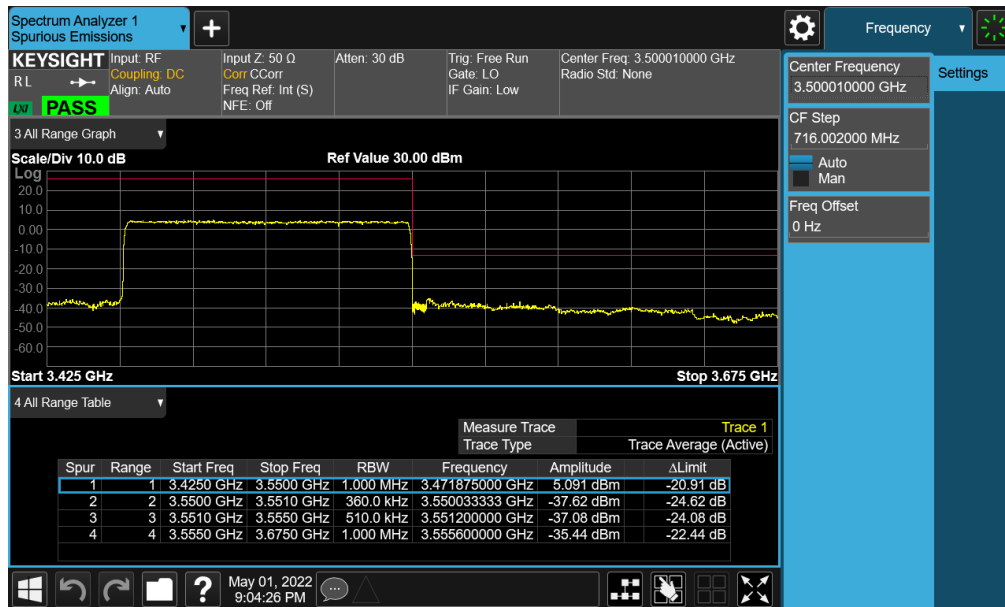 Spectrum Analyzer 1
Spurious Emissions
Frequency
KEYSIGHT
R L
LXI
PASS
Input: RF
Coupling: DC
Align: Auto
Input Z: 50 Ω
Corr CCorr
Freq Ref: Int (S)
NFE: Off
Atten: 30 dB
Trig: Free Run
Gate: LO
IF Gain: Low
Center Freq: 3.500010000 GHz
Radio Std: None
Center Frequency
3.500010000 GHz
Settings
CF Step
716.002000 MHz
Auto
Man
Freq Offset
0 Hz
3 All Range Graph
Scale/Div 10.0 dB Ref Value 30.00 dBm
Log
20.0
10.0
0.00
-10.0
-20.0
-30.0
-40.0
-50.0
-60.0
Start 3.425 GHz Stop 3.675 GHz
4 All Range Table
Measure Trace Trace 1
Trace Type Trace Average (Active)
Spur Range Start Freq Stop Freq RBW Frequency Amplitude ΔLimit
1 1 3.4250 GHz 3.5500 GHz 1.000 MHz 3.471875000 GHz 5.091 dBm -20.91 dB
2 2 3.5500 GHz 3.5510 GHz 360.0 kHz 3.550033333 GHz -37.62 dBm -24.62 dB
3 3 3.5510 GHz 3.5550 GHz 510.0 kHz 3.551200000 GHz -37.08 dBm -24.08 dB
4 4 3.5550 GHz 3.6750 GHz 1.000 MHz 3.555600000 GHz -35.44 dBm -22.44 dB
?
May 01, 2022
9:04:26 PM